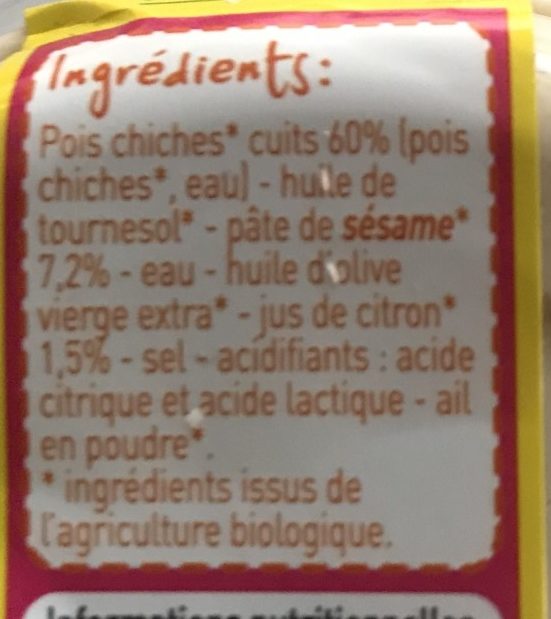 Ingrédients:
Pois chiches* cuits 60% (pois
chiches*, eau) - huile de
tournesol* - pâte de sésame*
7,2% - eau - huile d'olive
vierge extra* - jus de citron*
1,5% - sel - acidifiants : acide
citrique et acide lactique - ail
en poudre*.
* ingrédients issus de
l'agriculture biologique.
Informations nutritionnelles